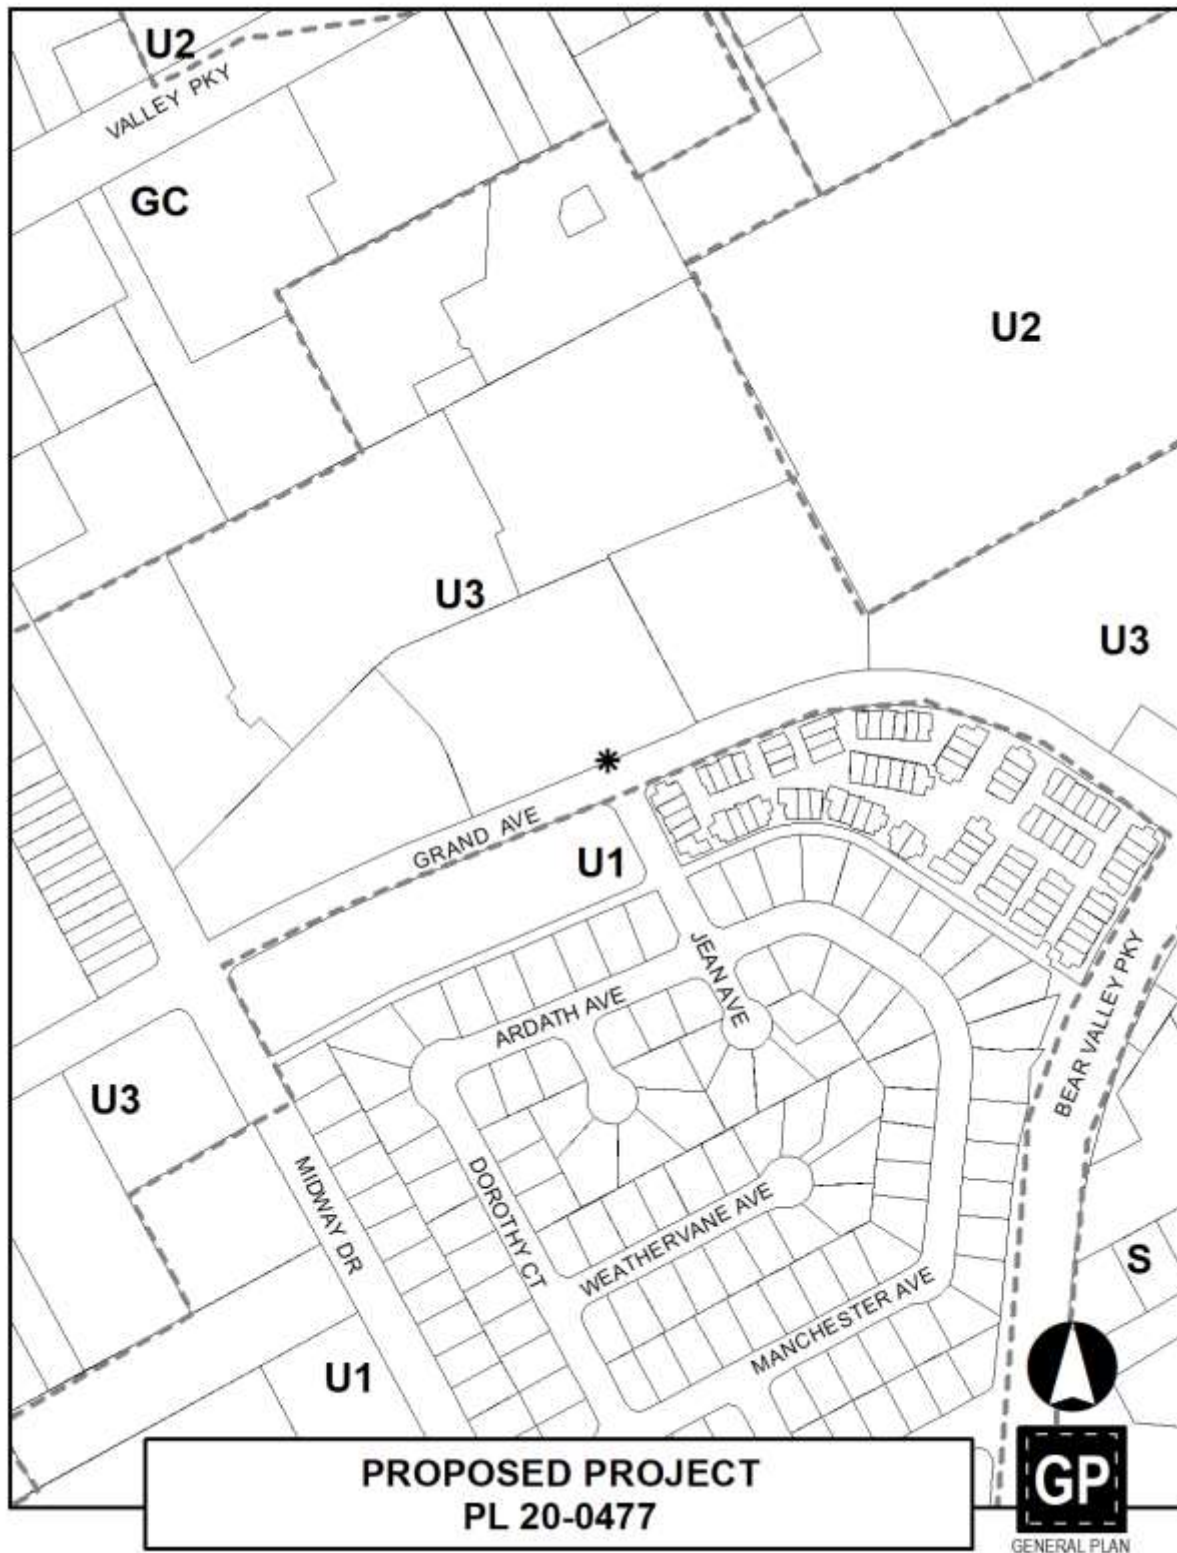 U2
VALLEY PKY
GC
U2
U3
U3
GRAND AVE
U1
JEAN AVE
ARDATH AVE
BEAR VALLEY PKY
U3
MIDWAY DR
DOROTHY CT
WEATHERVANE AVE
MANCHESTER AVE
S
U1
PROPOSED PROJECT
PL 20-0477
GP
GENERAL PLAN